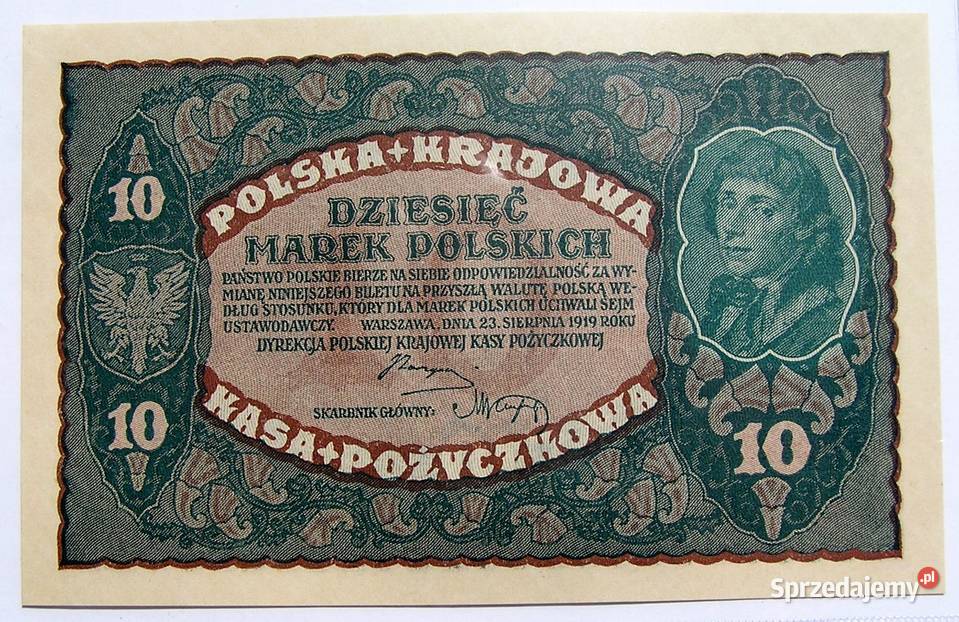 POLSKA+KRAJOWA
DZIESIĘĆ
MAREK POLSKICH
PAŃSTWO POLSKIE BIERZE NA SIEBIE ODPOWIEDZIALNOŚĆ ZA WY-
MIANĘ NINIEJSZEGO BILETU NA PRZYSZŁĄ WALUTĘ POLSKĄ WE-
DŁUG STOSUNKU, KTÓRY DLA MAREK POLSKICH UCHWALI SEJM
USTAWODAWCZY. WARSZAWA, DNIA 23. SIERPNIA 1919 ROKU
DYREKCJA POLSKIEJ KRAJOWEJ KASY POŻYCZKOWEJ
SKARBNIK GŁÓWNY:
KASA+POŻYCZKOWA
10
10
10
Sprzedajemy.pl